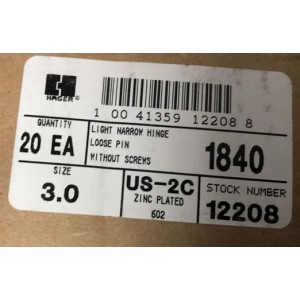 HAGER
1 00 41359 12208 8
QUANTITY
20 EA
LIGHT NARROW HINGE
LOOSE PIN
WITHOUT SCREWS
1840
SIZE
3.0
US-2C
ZINC PLATED
602
STOCK NUMBER
12208